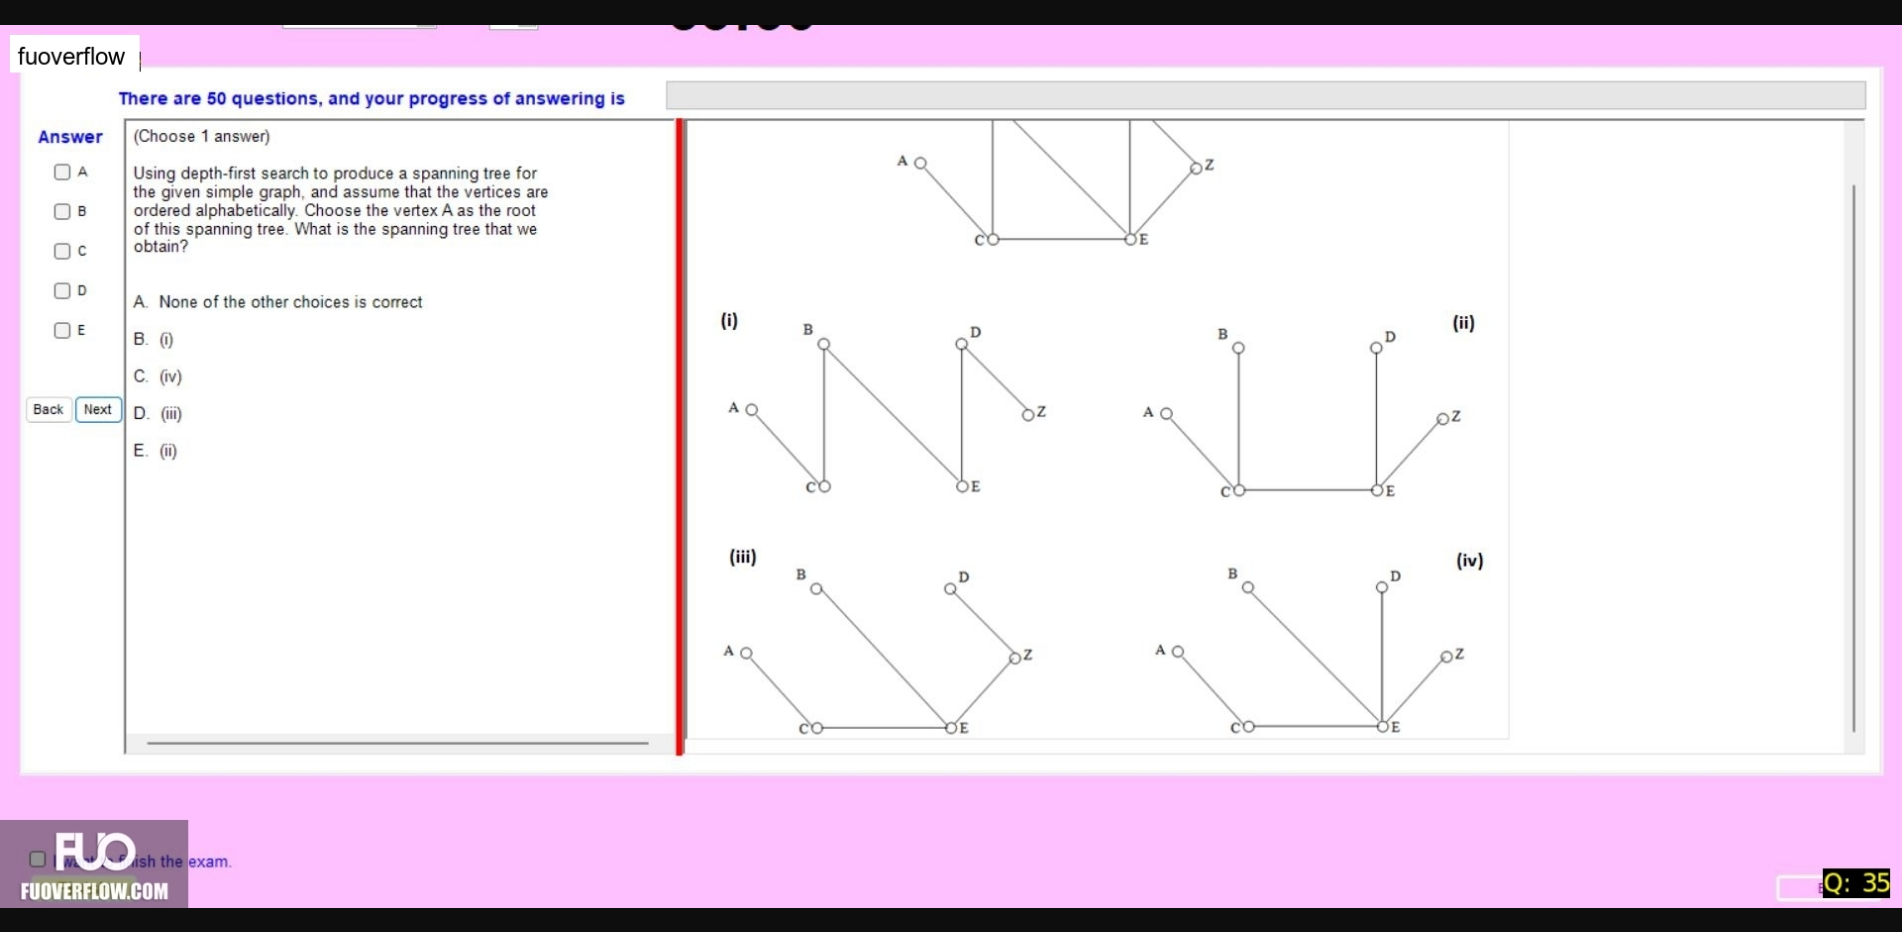 fuoverflow
There are 50 questions, and your progress of answering is
Answer
(Choose 1 answer)
A
B
C
D
E
Back
Next
Using depth-first search to produce a spanning tree for
the given simple graph, and assume that the vertices are
ordered alphabetically. Choose the vertex A as the root
of this spanning tree. What is the spanning tree that we
obtain?
A. None of the other choices is correct
B. (i)
C. (iv)
D. (iii)
E. (ii)
A
Z
C
E
(i)
B
D
A
Z
C
E
(ii)
B
D
A
Z
C
E
(iii)
B
D
A
Z
C
E
(iv)
B
D
A
Z
C
E
FUO
the exam.
FUOVERFLOW.COM
Q: 35